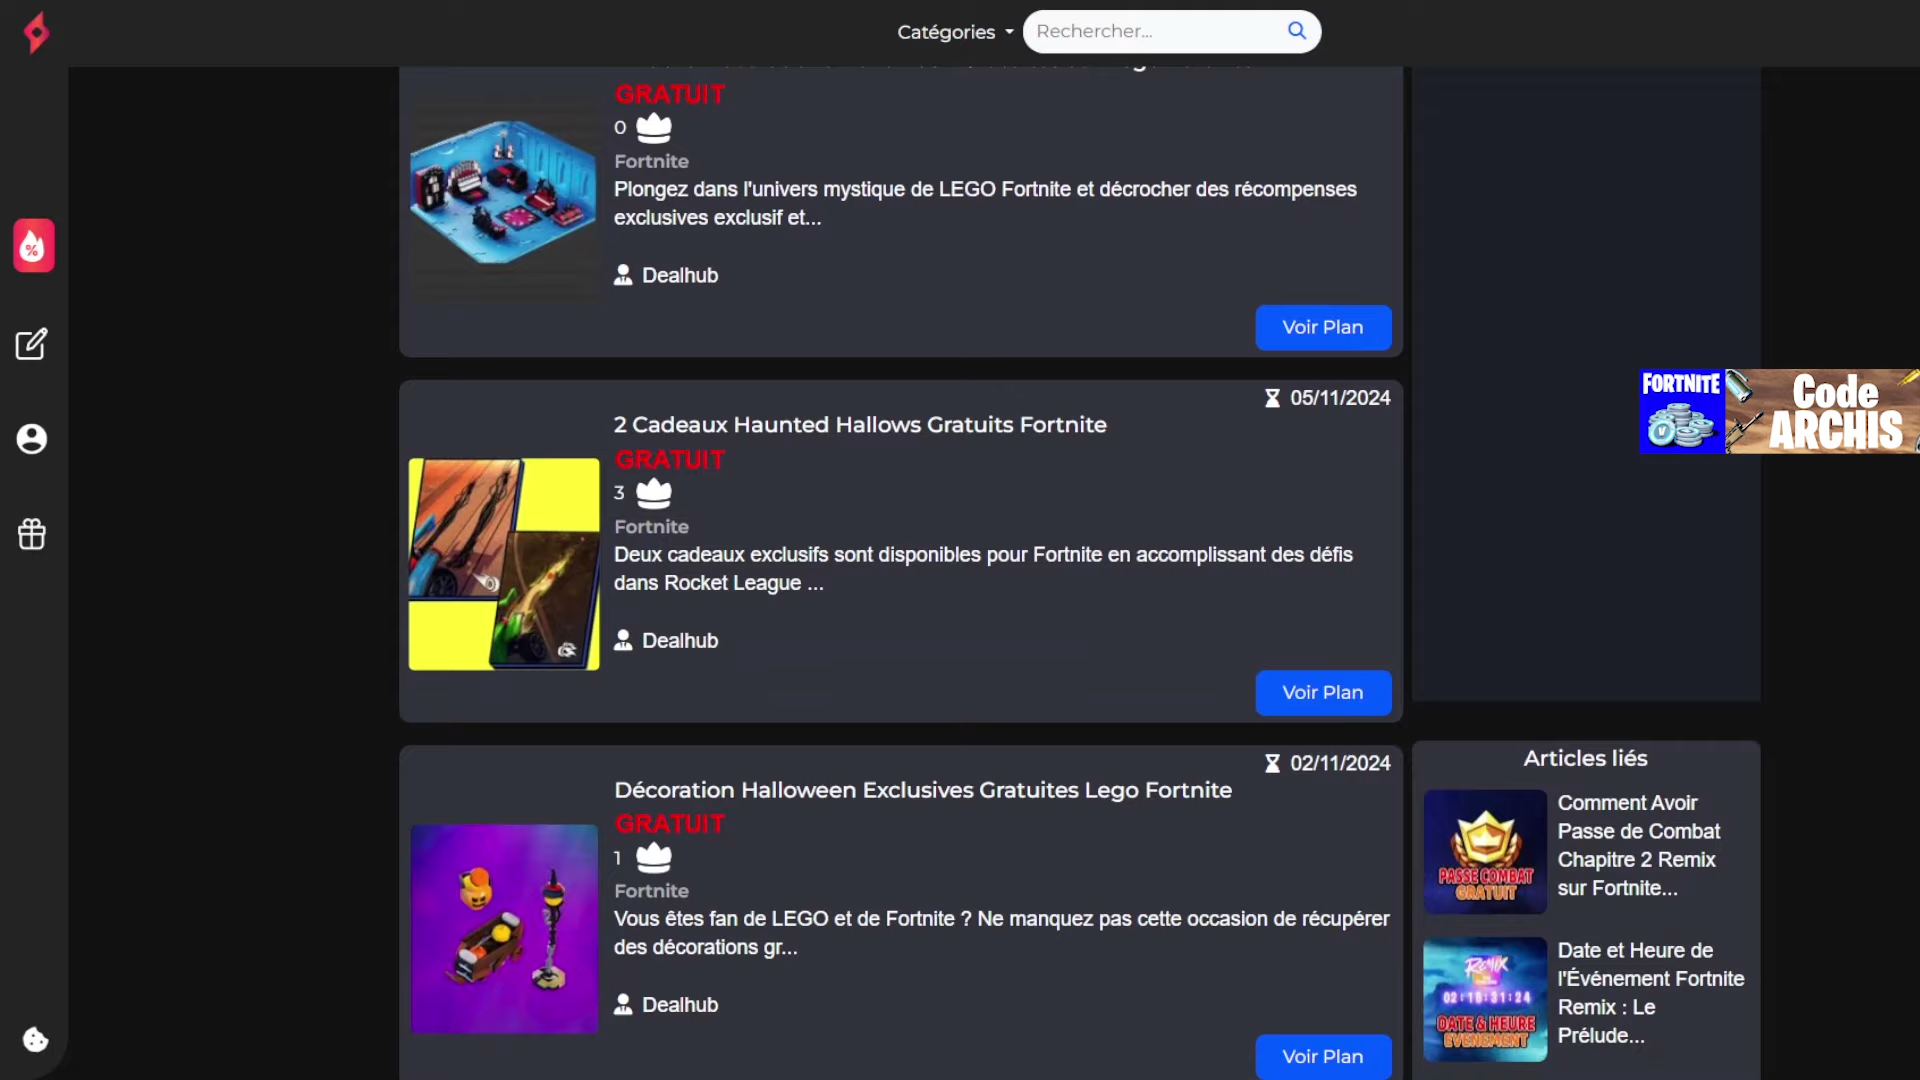 Catégories
Rechercher...
GRATUIT
0
Fortnite
Plongez dans l'univers mystique de LEGO Fortnite et décrocher des récompenses
exclusives exclusif et...
Dealhub
Voir Plan
05/11/2024
2 Cadeaux Haunted Hallows Gratuits Fortnite
GRATUIT
3
Fortnite
Deux cadeaux exclusifs sont disponibles pour Fortnite en accomplissant des défis
dans Rocket League ...
Dealhub
Voir Plan
02/11/2024
Décoration Halloween Exclusives Gratuites Lego Fortnite
GRATUIT
1
Fortnite
Vous êtes fan de LEGO et de Fortnite ? Ne manquez pas cette occasion de récupérer
des décorations gr...
Dealhub
Voir Plan
FORTNITE
Code
ARCHIS
Articles liés
PASSE COMBAT
GRATUIT
Comment Avoir
Passe de Combat
Chapitre 2 Remix
sur Fortnite...
REMIX
DATE & HEURE
EVENEMENT
Date et Heure de
l'Événement Fortnite
Remix : Le
Prélude...